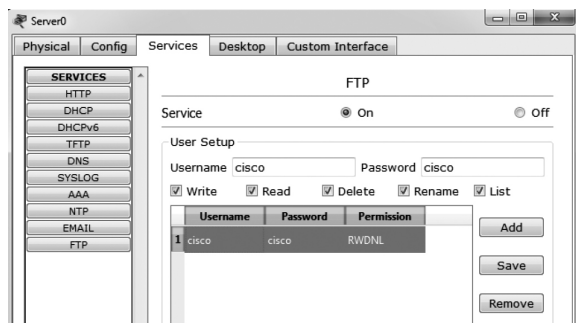 Server0
Physical Config Services Desktop Custom Interface
SERVICES
HTTP
DHCP
DHCPv6
TFTP
DNS
SYSLOG
AAA
NTP
EMAIL
FTP
FTP
Service On Off
User Setup
Username cisco Password cisco
Write Read Delete Rename List
Username Password Permission
1 cisco cisco RWDNL
Add
Save
Remove